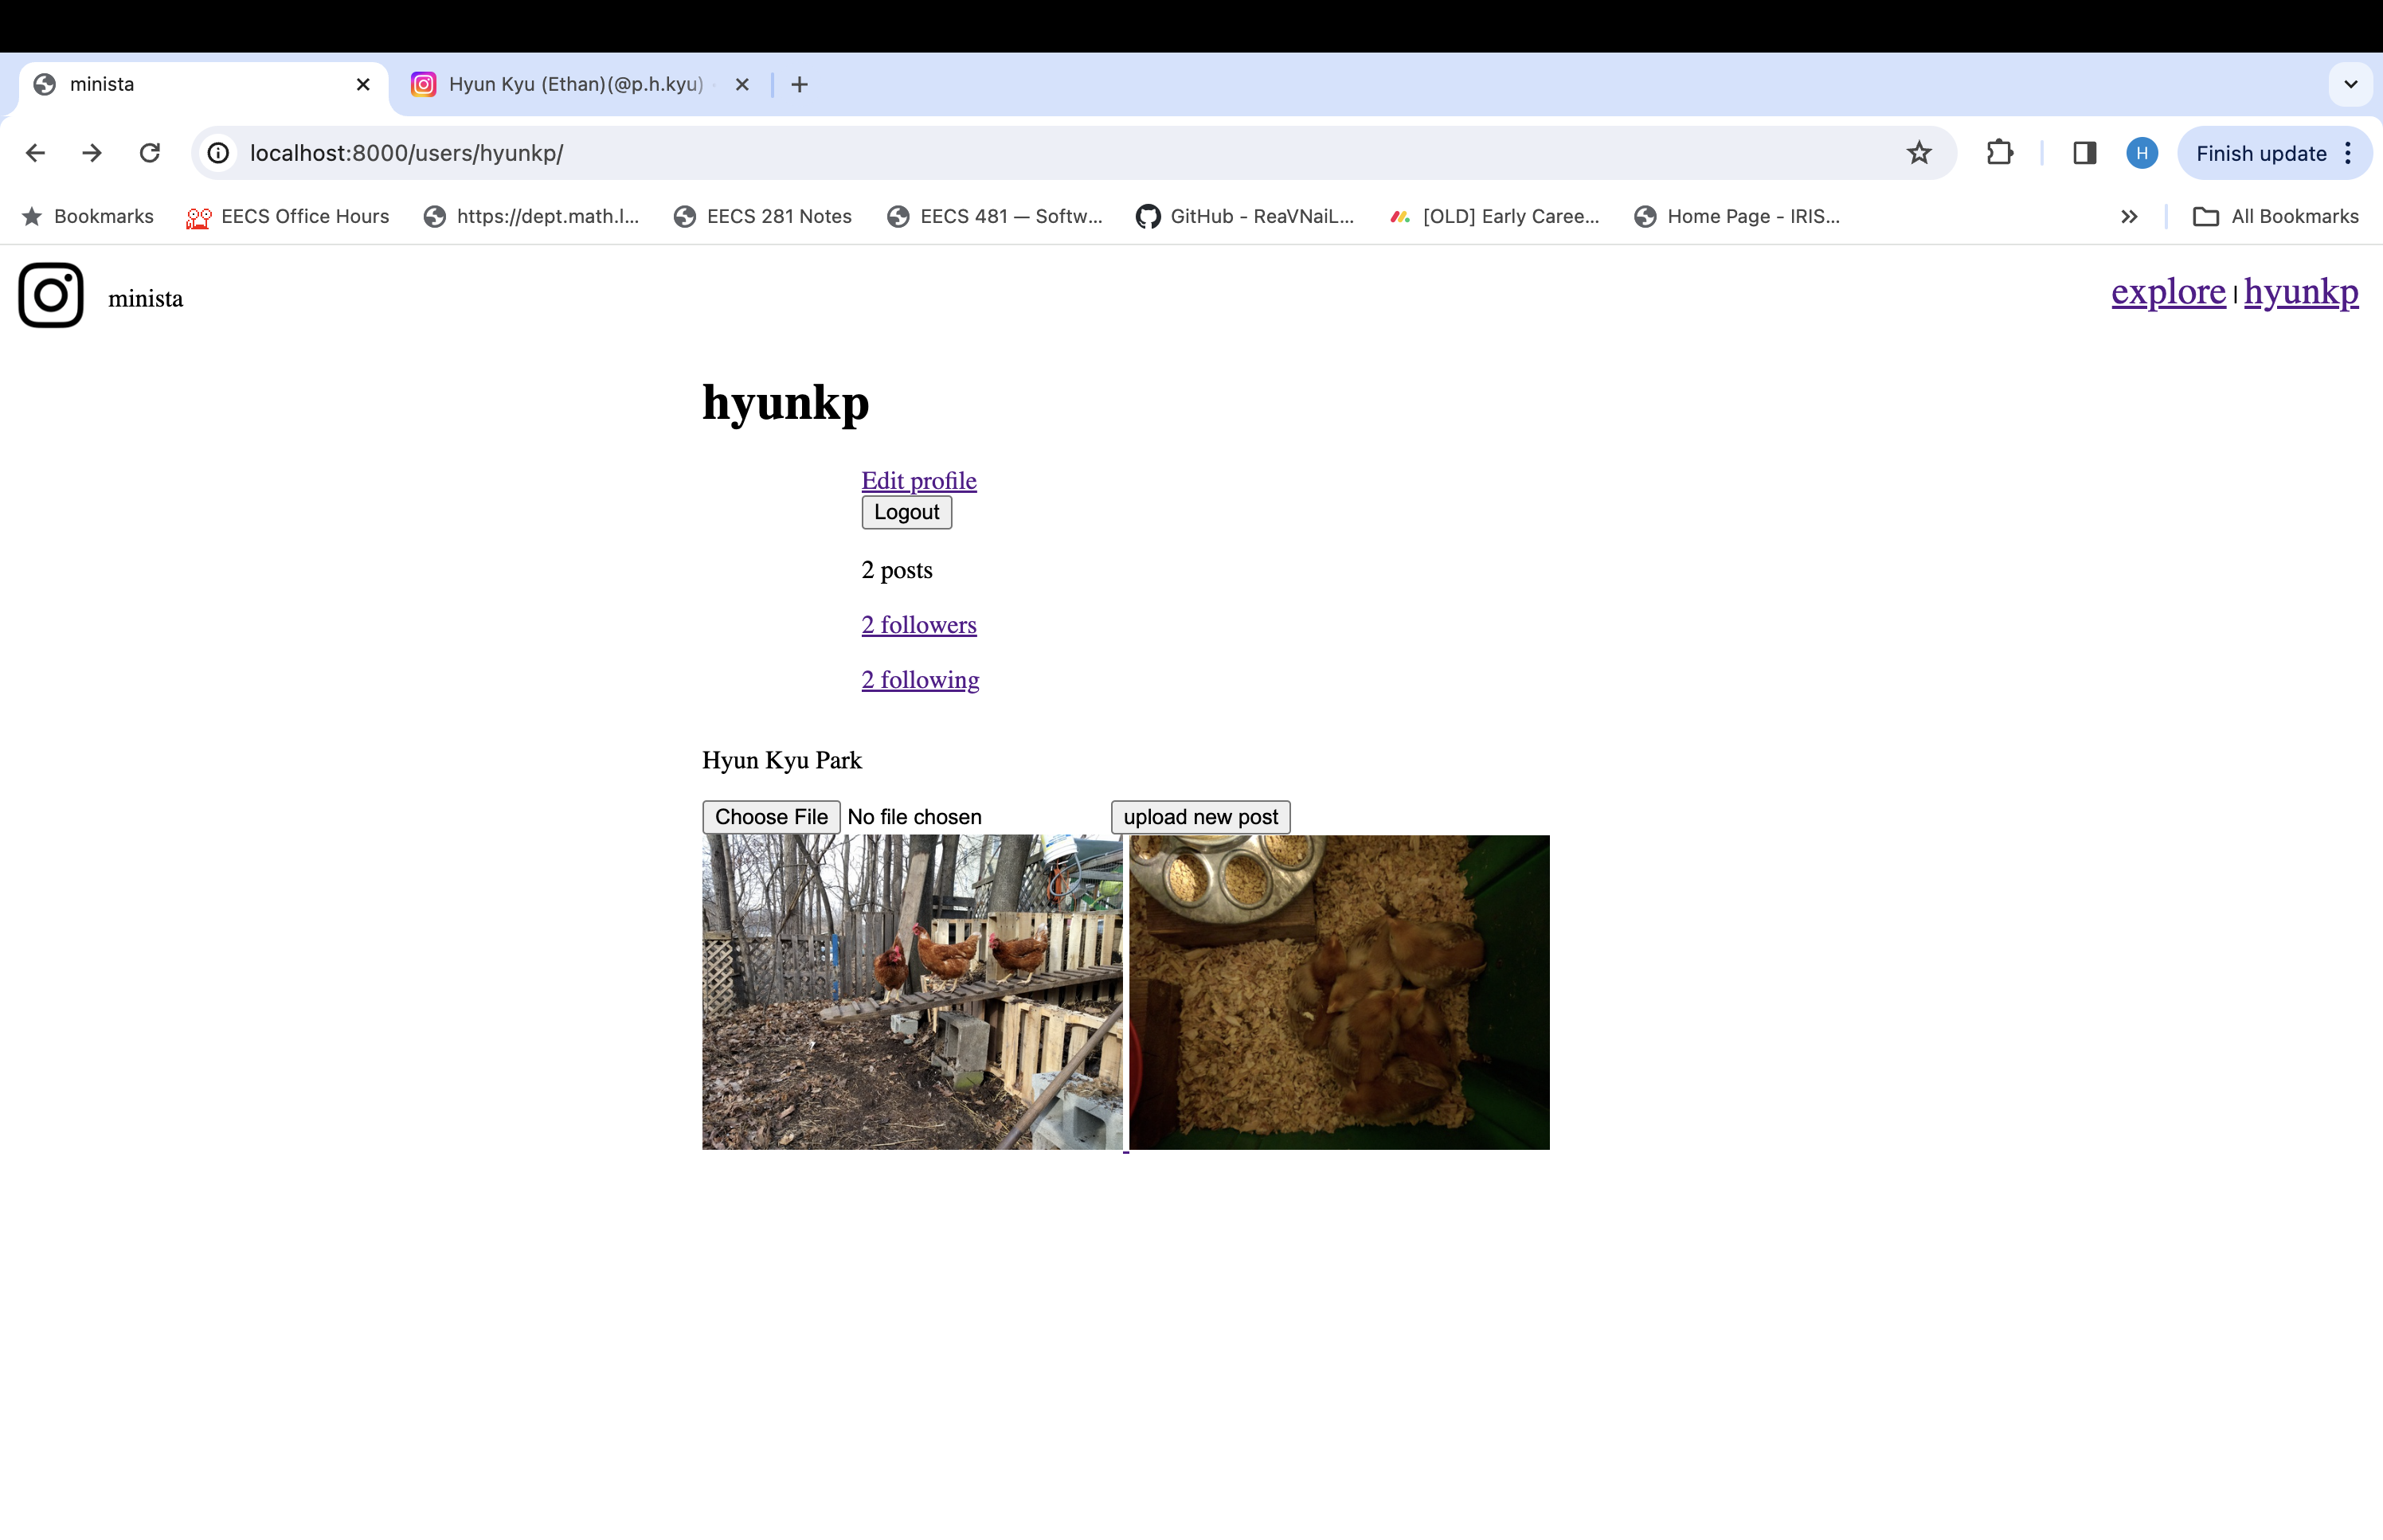 minista
Hyun Kyu (Ethan)(@p.h.kyu)
localhost:8000/users/hyunkp/
H
Finish update
Bookmarks
EECS Office Hours
https://dept.math.l...
EECS 281 Notes
EECS 481 — Softw...
GitHub - ReaVNaiL...
[OLD] Early Caree...
Home Page - IRIS...
All Bookmarks
minista
explore | hyunkp
hyunkp
Edit profile
Logout
2 posts
2 followers
2 following
Hyun Kyu Park
Choose File No file chosen
upload new post